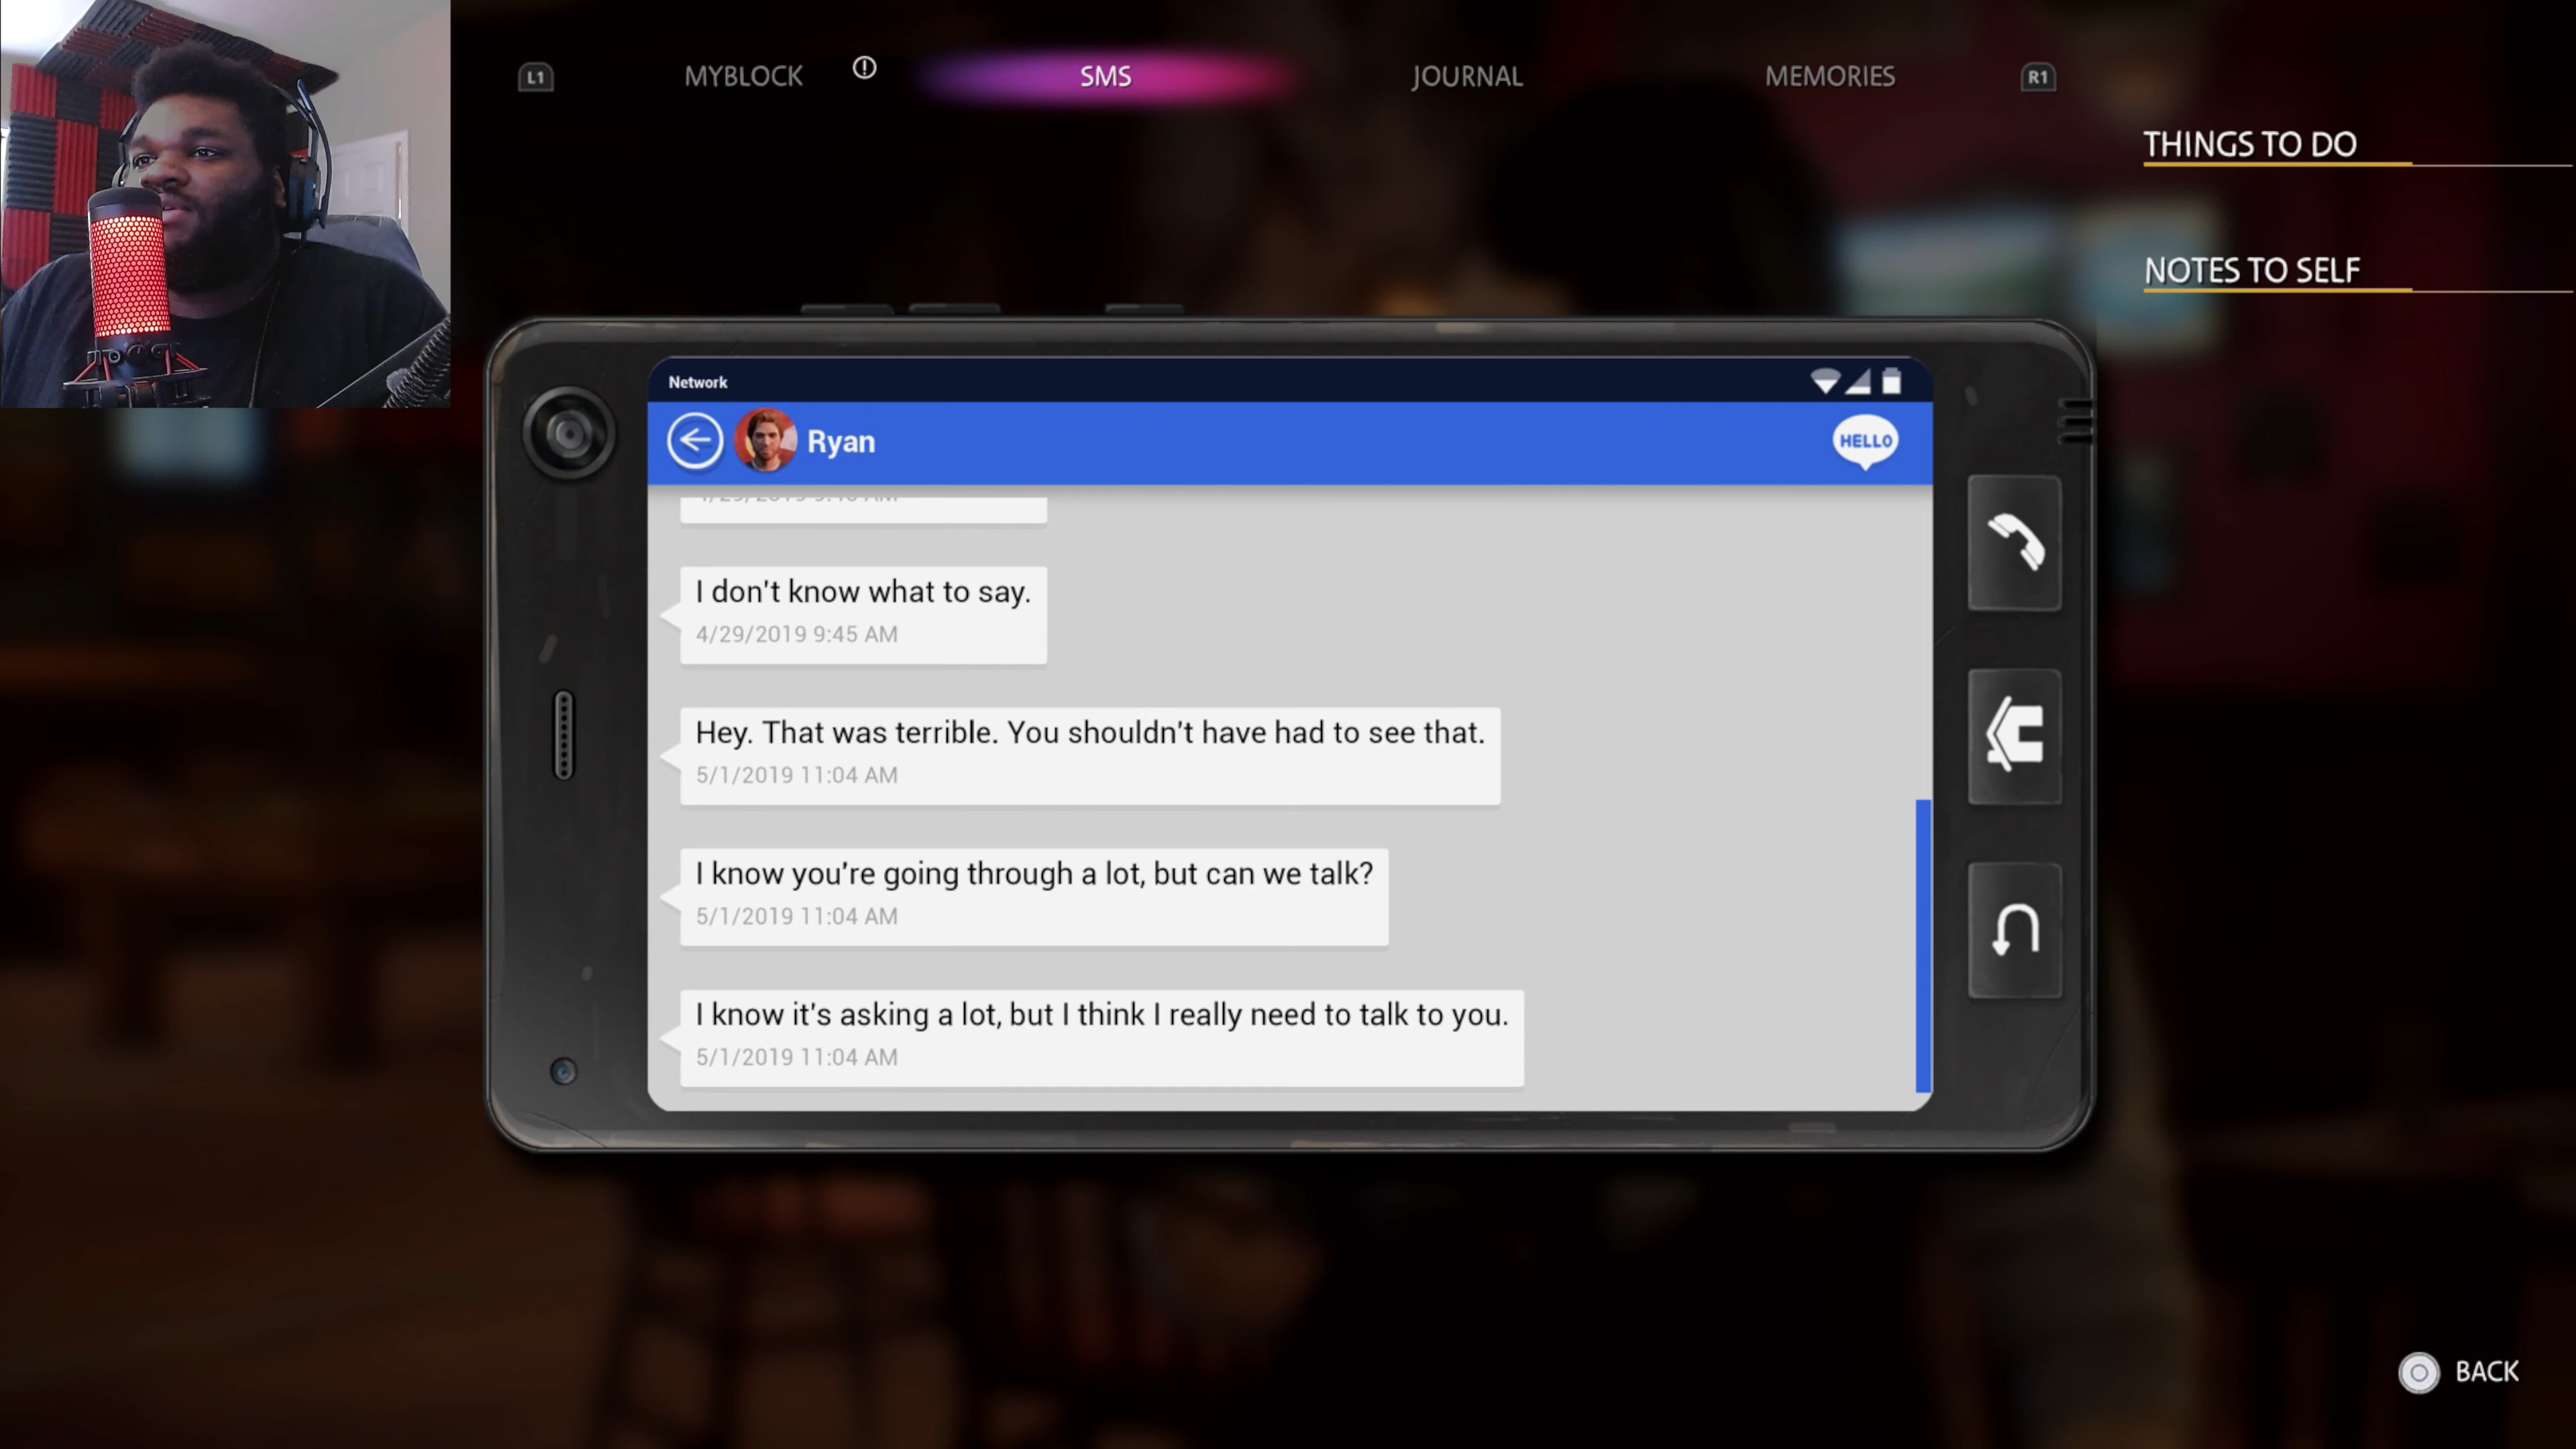 L1
MYBLOCK
SMS
JOURNAL
MEMORIES
R1
THINGS TO DO
NOTES TO SELF
Network
Ryan
HELLO
I don't know what to say.
4/29/2019 9:45 AM
Hey. That was terrible. You shouldn't have had to see that.
5/1/2019 11:04 AM
I know you're going through a lot, but can we talk?
5/1/2019 11:04 AM
I know it's asking a lot, but I think I really need to talk to you.
5/1/2019 11:04 AM
BACK